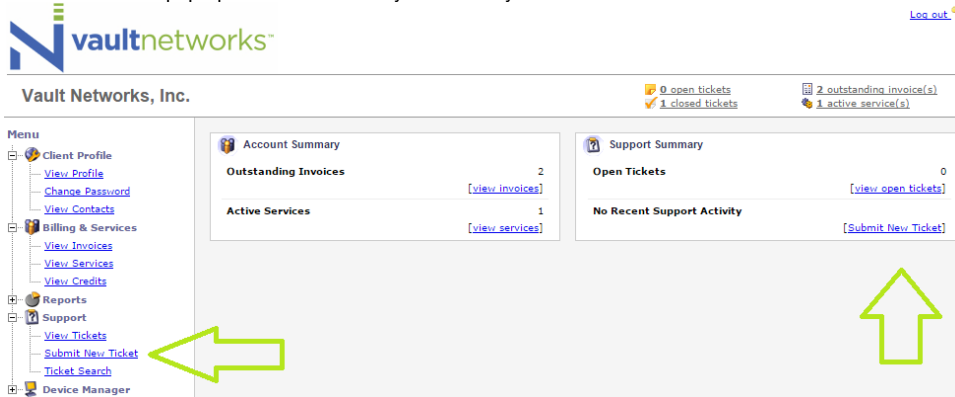 Log out
vaultnetworks™
Vault Networks, Inc.
0 open tickets
1 closed tickets
2 outstanding invoice(s)
1 active service(s)
Menu
Client Profile
View Profile
Change Password
View Contacts
Billing & Services
View Invoices
View Services
View Credits
Reports
Support
View Tickets
Submit New Ticket
Ticket Search
Device Manager
Account Summary
Outstanding Invoices 2
[view invoices]
Active Services 1
[view services]
Support Summary
Open Tickets 0
[view open tickets]
No Recent Support Activity
[Submit New Ticket]